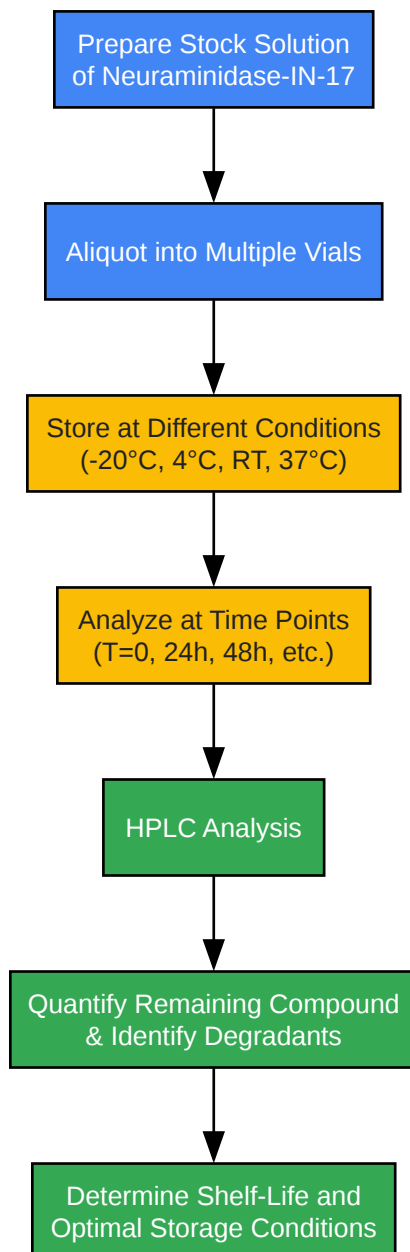 Prepare Stock Solution
of Neuraminidase-IN-17
Aliquot into Multiple Vials
Store at Different Conditions
(-20°C, 4°C, RT, 37°C)
Analyze at Time Points
(T=0, 24h, 48h, etc.)
HPLC Analysis
Quantify Remaining Compound
& Identify Degradants
Determine Shelf-Life and
Optimal Storage Conditions